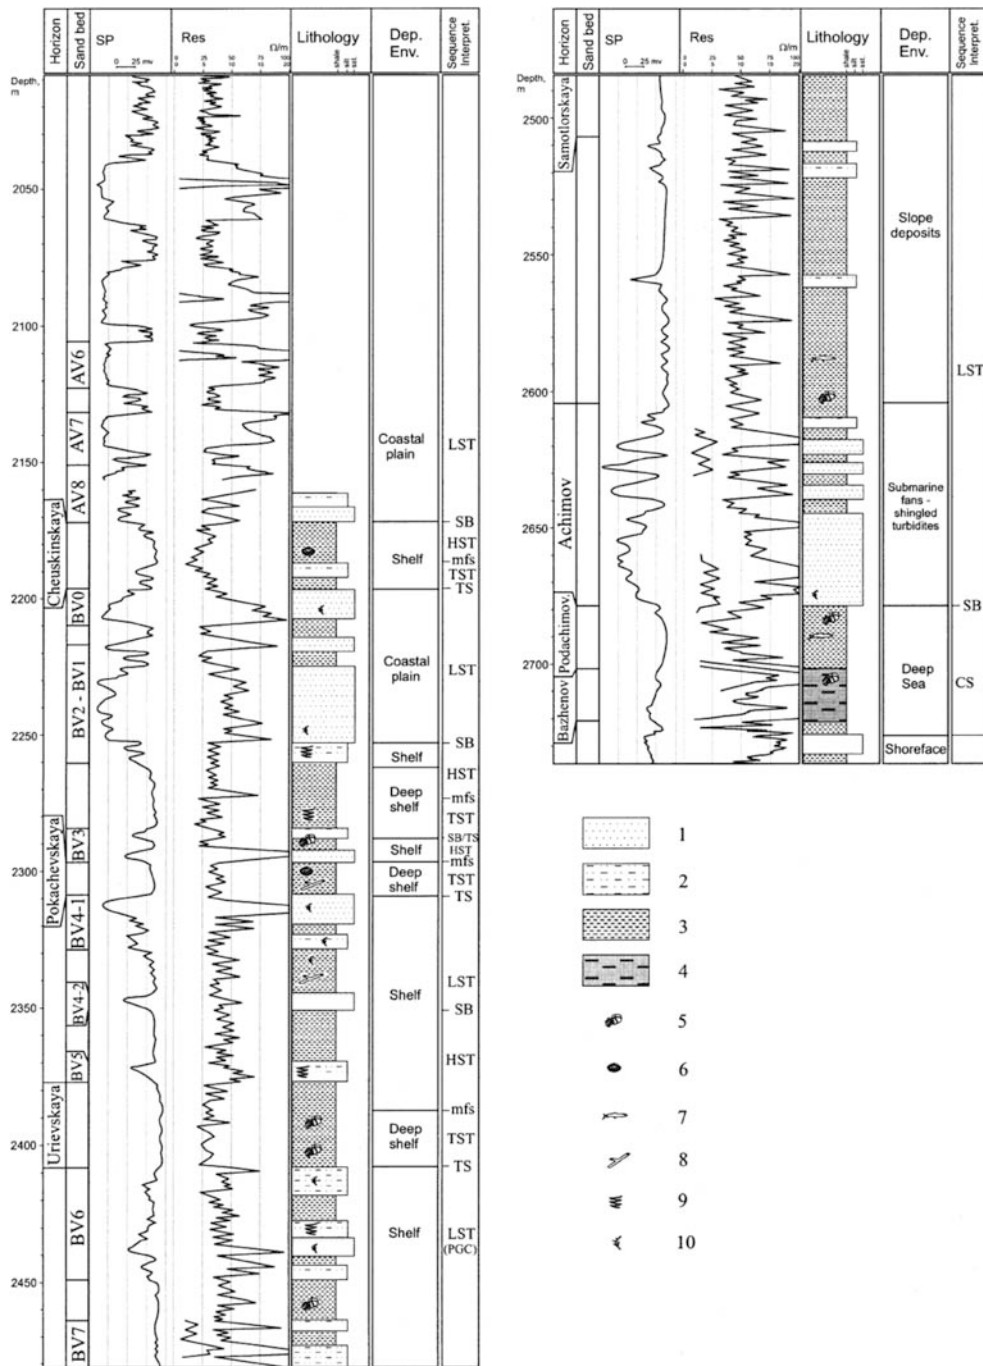 Horizon
Sand bed
SP
0 25 mv
Res
Ω/m
0 25 50 75 100
Lithology
shale
silt
sst.
Dep.
Env.
Sequence
Interpret.
Depth,
m
2050
2100
2150
2200
2250
2300
2350
2400
2450
Cheuskinskaya
Pokachevskaya
Urievskaya
AV6
AV7
AV8
BV0
BV2 - BV1
BV3
BV4-1
BV4-2
BV5
BV6
BV7
Coastal
plain
Shelf
Coastal
plain
Shelf
Deep
shelf
Shelf
Deep
shelf
Shelf
Deep
shelf
Shelf
LST
SB
HST
mfs
TST
TS
LST
SB
HST
mfs
TST
SB/TS
HST
mfs
TST
TS
LST
SB
HST
mfs
TST
TS
LST
(PGC)
Horizon
Sand bed
SP
0 25 mv
Res
Lithology
shale
silt
sst.
Dep.
Env.
Sequence
Interpret.
Depth,
m
2500
2550
2600
2650
2700
Samotlorskaya
Achimov
Podachimov.
Bazhenov
Slope
deposits
Submarine
fans -
shingled
turbidites
Deep
Sea
Shoreface
LST
SB
CS
1
2
3
4
5
6
7
8
9
10